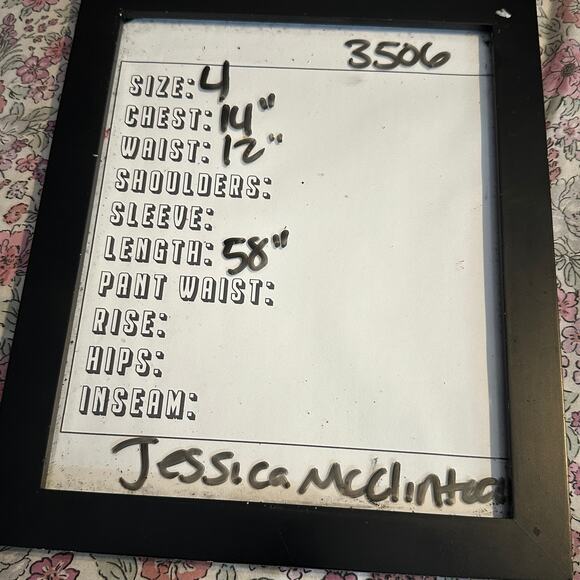 3506
SIZE: 4
CHEST: 14"
WAIST: 12"
SHOULDERS:
SLEEVE:
LENGTH: 58"
PANT WAIST:
RISE:
HIPS:
INSEAM:
Jessica McClintock